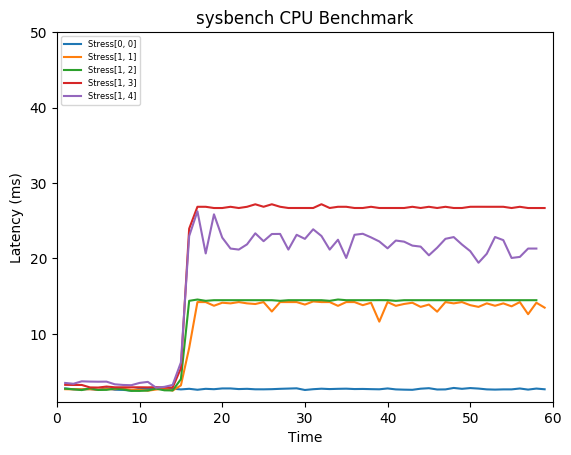 sysbench CPU Benchmark
50
40
30
20
10
Latency (ms)
Stress[0, 0]
Stress[1, 1]
Stress[1, 2]
Stress[1, 3]
Stress[1, 4]
0 10 20 30 40 50 60
Time